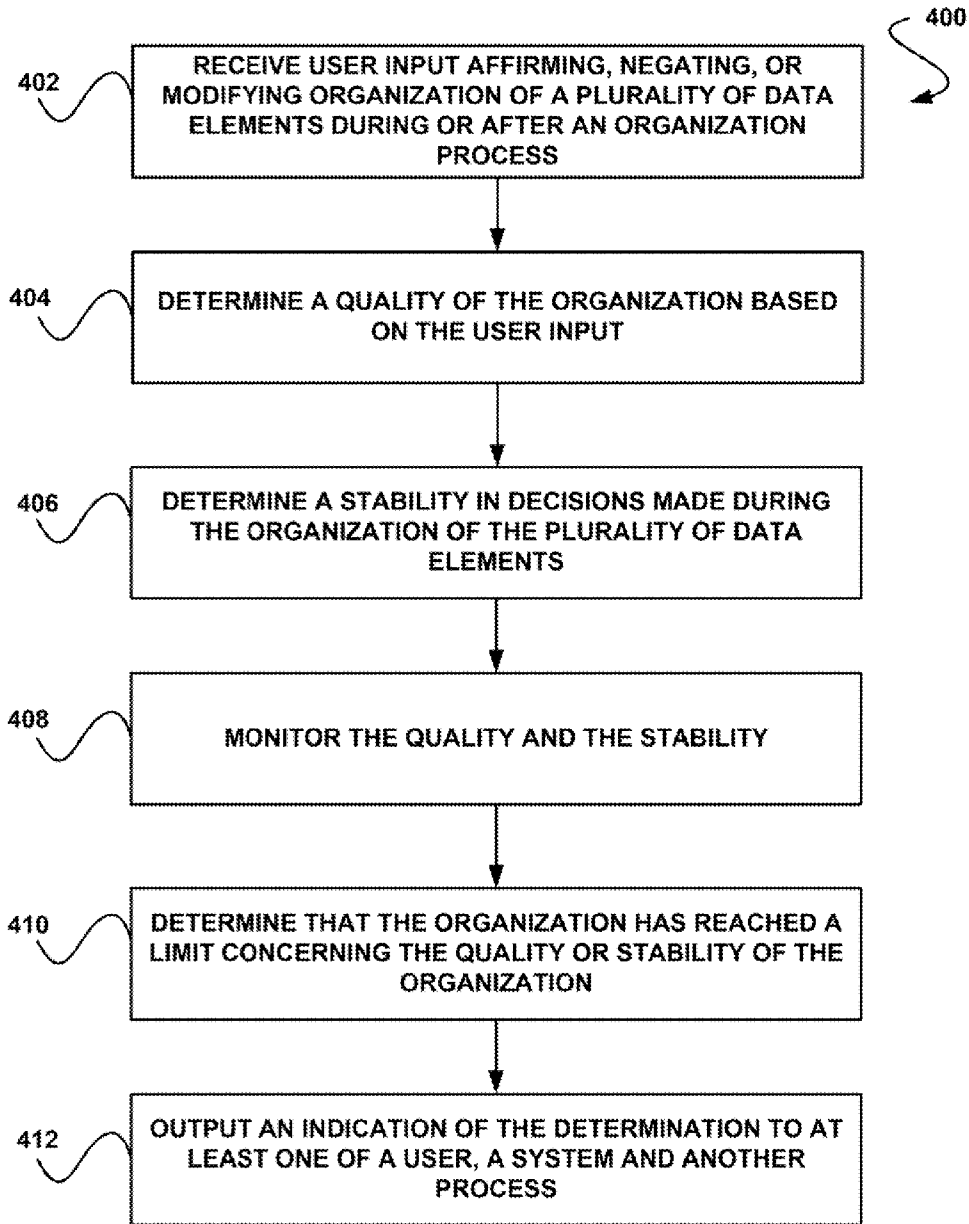 400
402
RECEIVE USER INPUT AFFIRMING, NEGATING, OR
MODIFYING ORGANIZATION OF A PLURALITY OF DATA
ELEMENTS DURING OR AFTER AN ORGANIZATION
PROCESS
404
DETERMINE A QUALITY OF THE ORGANIZATION BASED
ON THE USER INPUT
406
DETERMINE A STABILITY IN DECISIONS MADE DURING
THE ORGANIZATION OF THE PLURALITY OF DATA
ELEMENTS
408
MONITOR THE QUALITY AND THE STABILITY
410
DETERMINE THAT THE ORGANIZATION HAS REACHED A
LIMIT CONCERNING THE QUALITY OR STABILITY OF THE
ORGANIZATION
412
OUTPUT AN INDICATION OF THE DETERMINATION TO AT
LEAST ONE OF A USER, A SYSTEM AND ANOTHER
PROCESS